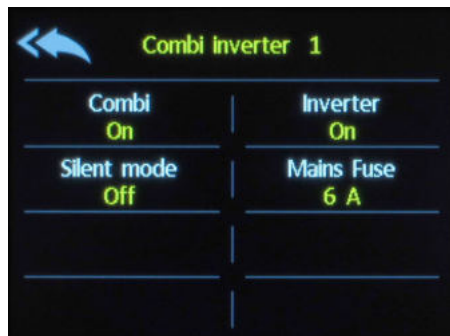 Combi inverter 1
Combi
On
Inverter
On
Silent mode
Off
Mains Fuse
6 A